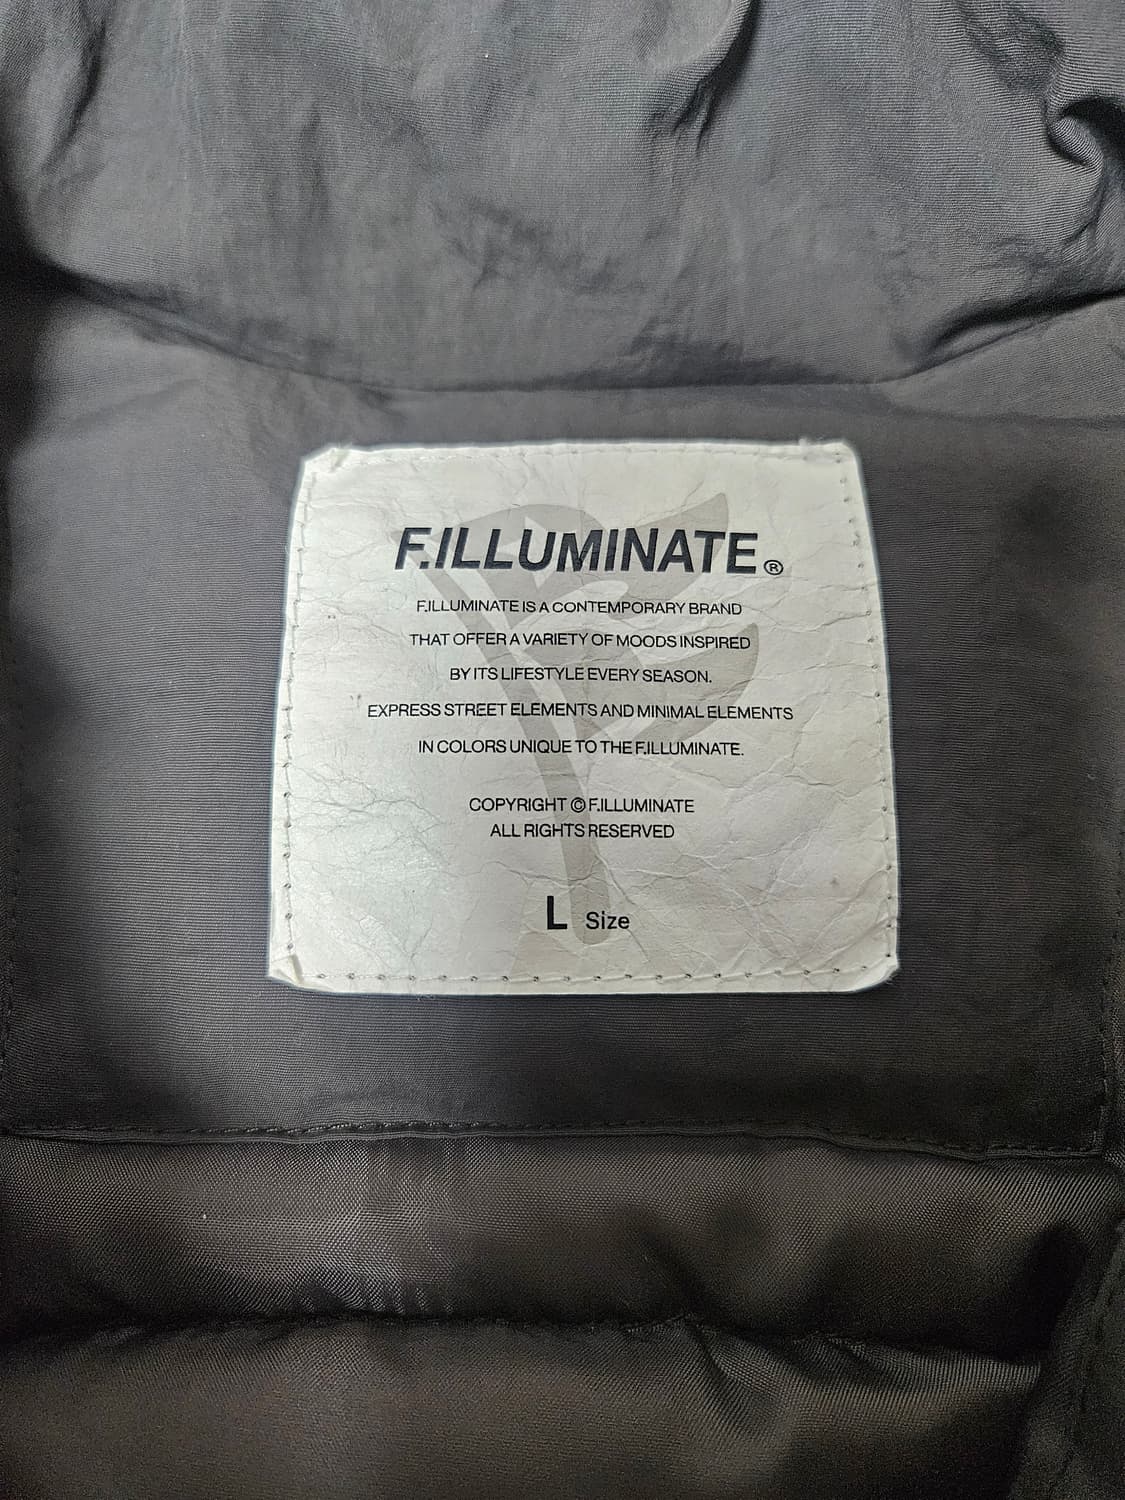 F.ILLUMINATE®
F.ILLUMINATE IS A CONTEMPORARY BRAND
THAT OFFER A VARIETY OF MOODS INSPIRED
BY ITS LIFESTYLE EVERY SEASON.
EXPRESS STREET ELEMENTS AND MINIMAL ELEMENTS
IN COLORS UNIQUE TO THE F.ILLUMINATE.
COPYRIGHT © F.ILLUMINATE
ALL RIGHTS RESERVED
L Size